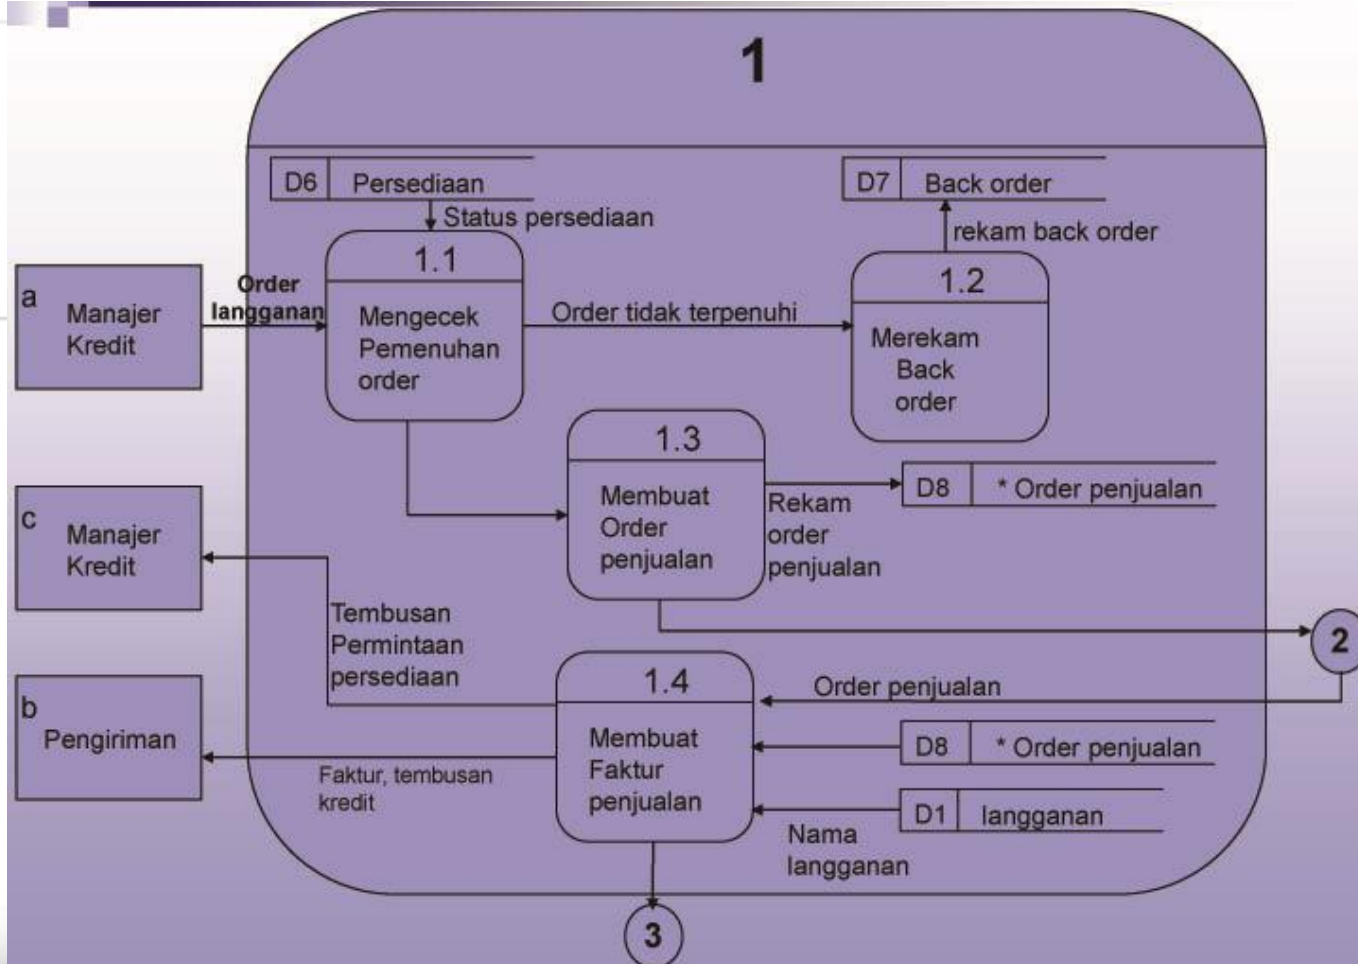 1
D6 Persediaan
D7 Back order
Status persediaan
rekam back order
a
Manajer
Kredit
Order
langganan
1.1
Mengecek
Pemenuhan
order
Order tidak terpenuhi
1.2
Merekam
Back
order
1.3
Membuat
Order
penjualan
Rekam
order
penjualan
D8 * Order penjualan
c
Manajer
Kredit
Tembusan
Permintaan
persediaan
2
1.4
Membuat
Faktur
penjualan
Order penjualan
b
Pengiriman
Faktur, tembusan
kredit
D8 * Order penjualan
D1 langganan
Nama
langganan
3